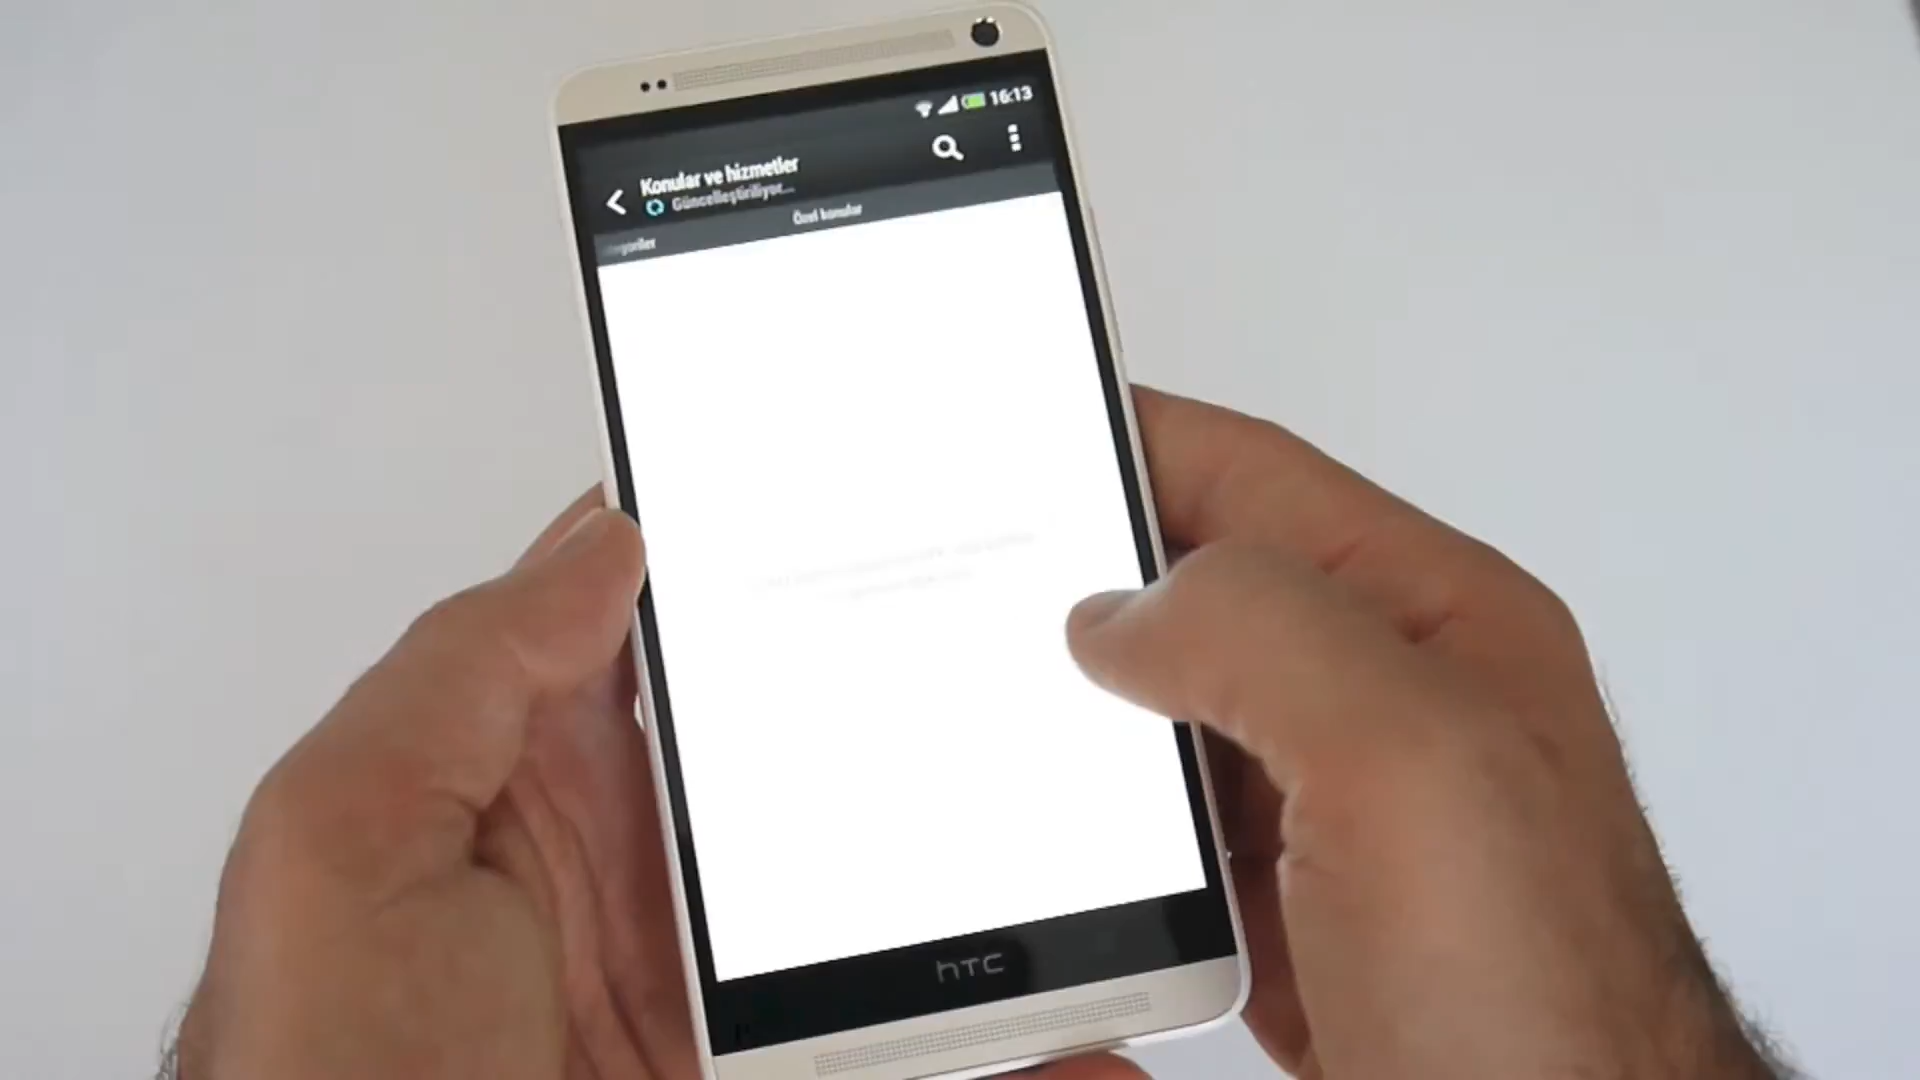 16:13
Konular ve hizmetler
Güncelleştiriliyor...
Özel konular
hTC